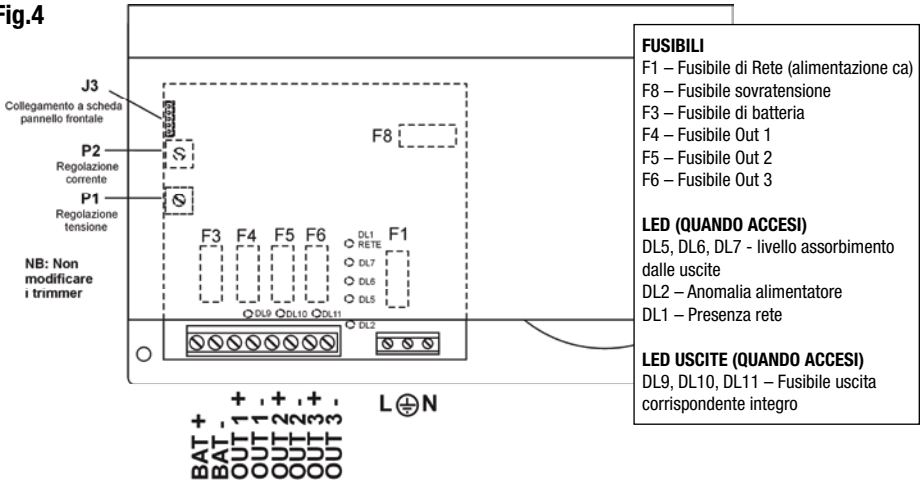 Fig.4
J3
Collegamento a scheda
pannello frontale
P2
Regolazione
corrente
P1
Regolazione
tensione
NB: Non
modificare
i trimmer
F8
F3
F4
F5
F6
DL1
RETE
DL7
DL6
DL5
F1
DL9
DL10
DL11
DL2
BAT +
BAT -
OUT 1 +
OUT 1 -
OUT 2 +
OUT 2 -
OUT 3 +
OUT 3 -
L N
FUSIBILI
F1 – Fusibile di Rete (alimentazione ca)
F8 – Fusibile sovratensione
F3 – Fusibile di batteria
F4 – Fusibile Out 1
F5 – Fusibile Out 2
F6 – Fusibile Out 3
LED (QUANDO ACCESI)
DL5, DL6, DL7 - livello assorbimento
dalle uscite
DL2 – Anomalia alimentatore
DL1 – Presenza rete
LED USCITE (QUANDO ACCESI)
DL9, DL10, DL11 – Fusibile uscita
corrispondente integro